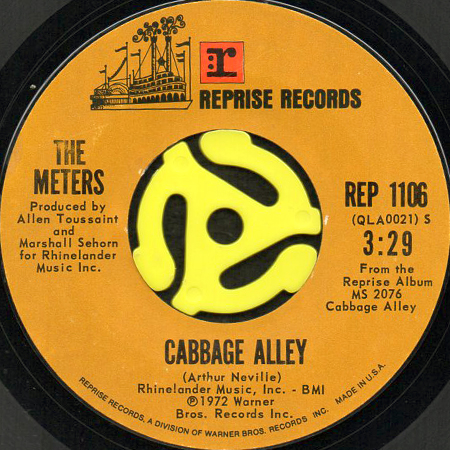 r
REPRISE RECORDS
THE
METERS
Produced by
Allen Toussaint
and
Marshall Sehorn
for Rhinelander
Music Inc.
REP 1106
(QLA0021) S
3:29
From the
Reprise Album
MS 2076
Cabbage Alley
CABBAGE ALLEY
(Arthur Neville)
Rhinelander Music, Inc. - BMI
℗1972 Warner
Bros. Records Inc.
REPRISE RECORDS, A DIVISION OF WARNER BROS. RECORDS INC. MADE IN U.S.A.